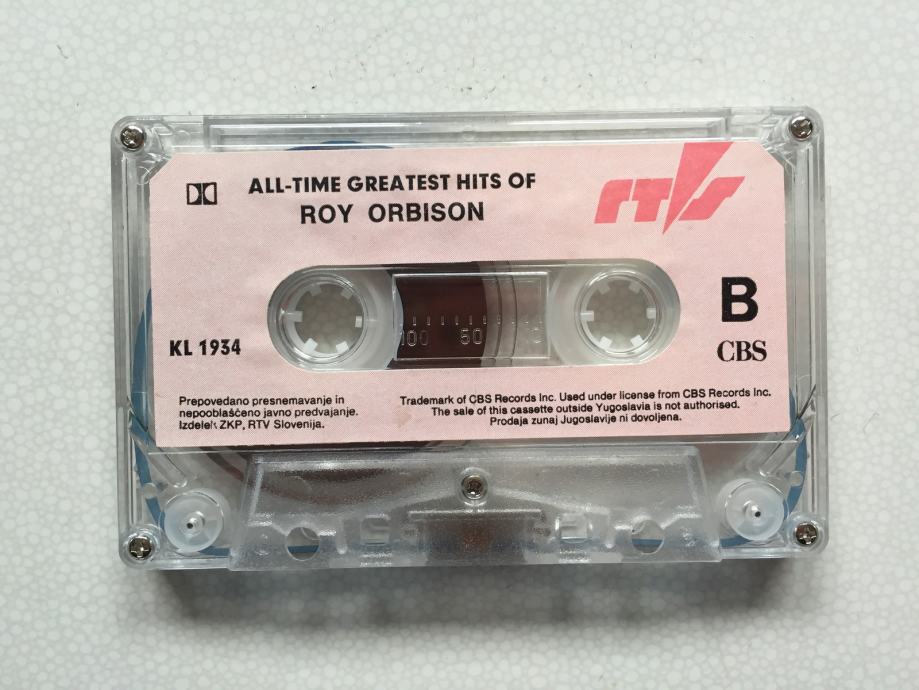 ALL-TIME GREATEST HITS OF
ROY ORBISON
RTVS
B
KL 1934
CBS
100 50 0
Prepovedano presnemavanje in
nepooblaščeno javno predvajanje.
Izdelek ZKP, RTV Slovenija.
Trademark of CBS Records Inc. Used under license from CBS Records Inc.
The sale of this cassette outside Yugoslavia is not authorised.
Prodaja zunaj Jugoslavije ni dovoljena.